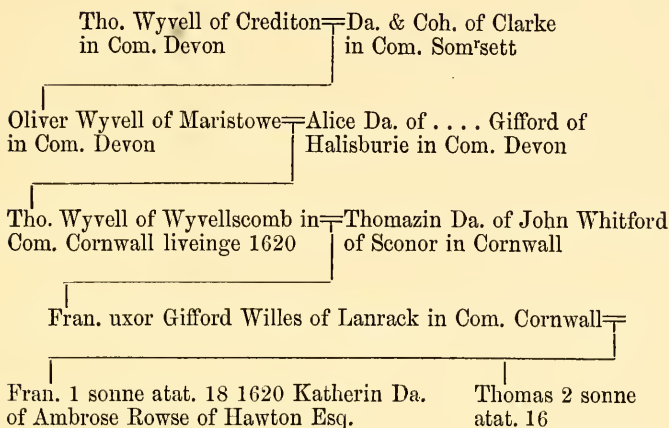 Tho. Wyvell of Crediton=Da. & Coh. of Clarke
in Com. Devon in Com. Somʳsett
Oliver Wyvell of Maristowe=Alice Da. of . . . . Gifford of
in Com. Devon Halisburie in Com. Devon
Tho. Wyvell of Wyvellscomb in=Thomazin Da. of John Whitford
Com. Cornwall liveinge 1620 of Sconor in Cornwall
Fran. uxor Gifford Willes of Lanrack in Com. Cornwall=
Fran. 1 sonne atat. 18 1620 Katherin Da. Thomas 2 sonne
of Ambrose Rowse of Hawton Esq. atat. 16